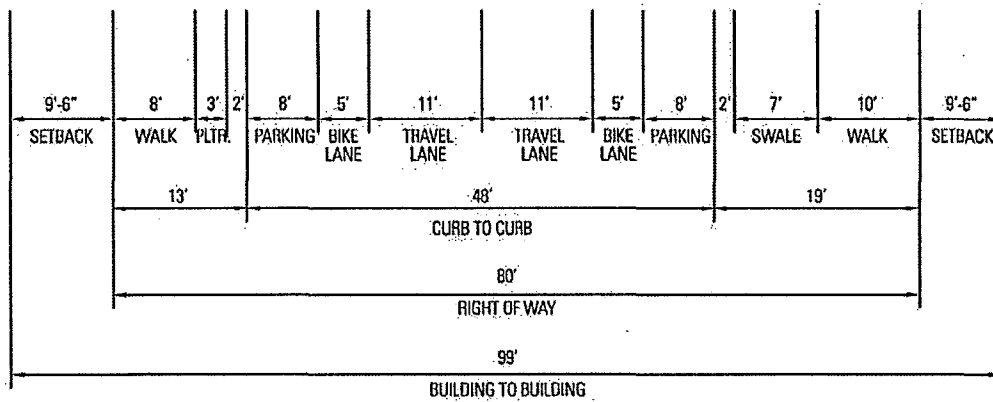 9'-6" 8' 3' 2' 8' 5' 11' 11' 5' 8' 2' 7' 10' 9'-6"
SETBACK WALK PLTR. PARKING BIKE LANE TRAVEL LANE TRAVEL LANE BIKE LANE PARKING SWALE WALK SETBACK
13' 48' 19'
CURB TO CURB
80'
RIGHT OF WAY
99'
BUILDING TO BUILDING